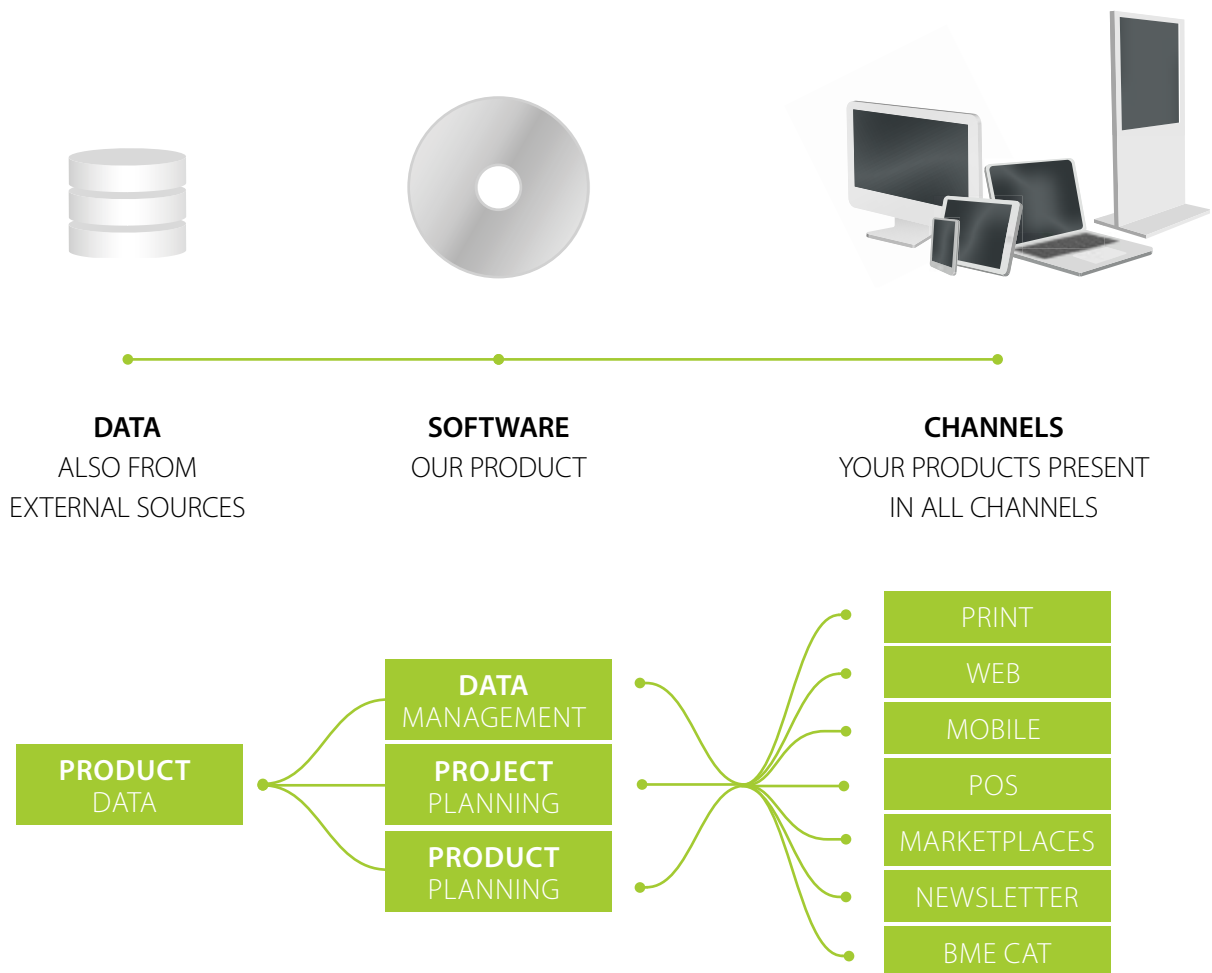 DATA
ALSO FROM
EXTERNAL SOURCES
SOFTWARE
OUR PRODUCT
CHANNELS
YOUR PRODUCTS PRESENT
IN ALL CHANNELS
PRODUCT
DATA
DATA
MANAGEMENT
PROJECT
PLANNING
PRODUCT
PLANNING
PRINT
WEB
MOBILE
POS
MARKETPLACES
NEWSLETTER
BME CAT